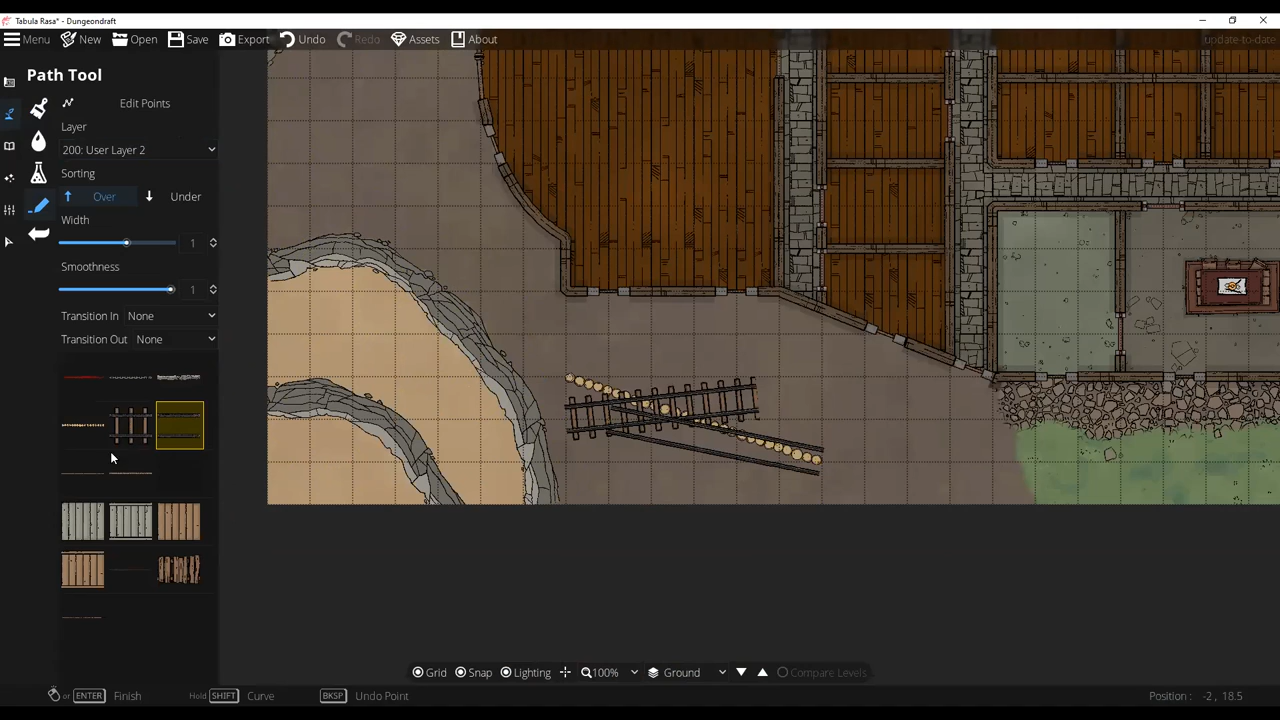 Tabula Rasa* - Dungeondraft
Menu New Open Save Export Undo Redo Assets About update-to-date
Path Tool
Edit Points
Layer
200: User Layer 2
Sorting
Over Under
Width
1
Smoothness
1
Transition In None
Transition Out None
Grid Snap Lighting 100% Ground Compare Levels
or ENTER Finish Hold SHIFT Curve BKSP Undo Point Position : -2, 18.5